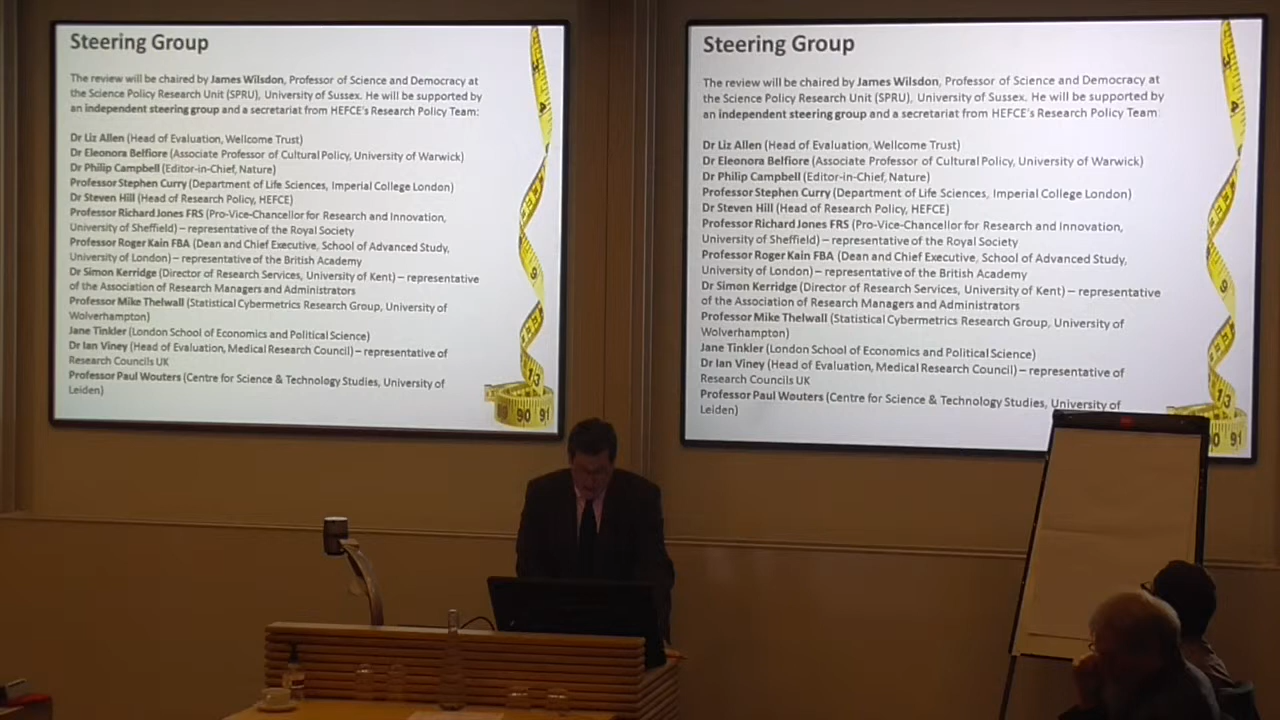 Steering Group
The review will be chaired by James Wilsdon, Professor of Science and Democracy at
the Science Policy Research Unit (SPRU), University of Sussex. He will be supported by
an independent steering group and a secretariat from HEFCE's Research Policy Team:
Dr Liz Allen (Head of Evaluation, Wellcome Trust)
Dr Eleonora Belfiore (Associate Professor of Cultural Policy, University of Warwick)
Dr Philip Campbell (Editor-in-Chief, Nature)
Professor Stephen Curry (Department of Life Sciences, Imperial College London)
Dr Steven Hill (Head of Research Policy, HEFCE)
Professor Richard Jones FRS (Pro-Vice-Chancellor for Research and Innovation,
University of Sheffield) – representative of the Royal Society
Professor Roger Kain FBA (Dean and Chief Executive, School of Advanced Study,
University of London) – representative of the British Academy
Dr Simon Kerridge (Director of Research Services, University of Kent) – representative
of the Association of Research Managers and Administrators
Professor Mike Thelwall (Statistical Cybermetrics Research Group, University of
Wolverhampton)
Jane Tinkler (London School of Economics and Political Science)
Dr Ian Viney (Head of Evaluation, Medical Research Council) – representative of
Research Councils UK
Professor Paul Wouters (Centre for Science & Technology Studies, University of
Leiden)
4
9
13
90 91
Steering Group
The review will be chaired by James Wilsdon, Professor of Science and Democracy at
the Science Policy Research Unit (SPRU), University of Sussex. He will be supported by
an independent steering group and a secretariat from HEFCE's Research Policy Team:
Dr Liz Allen (Head of Evaluation, Wellcome Trust)
Dr Eleonora Belfiore (Associate Professor of Cultural Policy, University of Warwick)
Dr Philip Campbell (Editor-in-Chief, Nature)
Professor Stephen Curry (Department of Life Sciences, Imperial College London)
Dr Steven Hill (Head of Research Policy, HEFCE)
Professor Richard Jones FRS (Pro-Vice-Chancellor for Research and Innovation,
University of Sheffield) – representative of the Royal Society
Professor Roger Kain FBA (Dean and Chief Executive, School of Advanced Study,
University of London) – representative of the British Academy
Dr Simon Kerridge (Director of Research Services, University of Kent) – representative
of the Association of Research Managers and Administrators
Professor Mike Thelwall (Statistical Cybermetrics Research Group, University of
Wolverhampton)
Jane Tinkler (London School of Economics and Political Science)
Dr Ian Viney (Head of Evaluation, Medical Research Council) – representative of
Research Councils UK
Professor Paul Wouters (Centre for Science & Technology Studies, University of
Leiden)
4
9
13
0 91